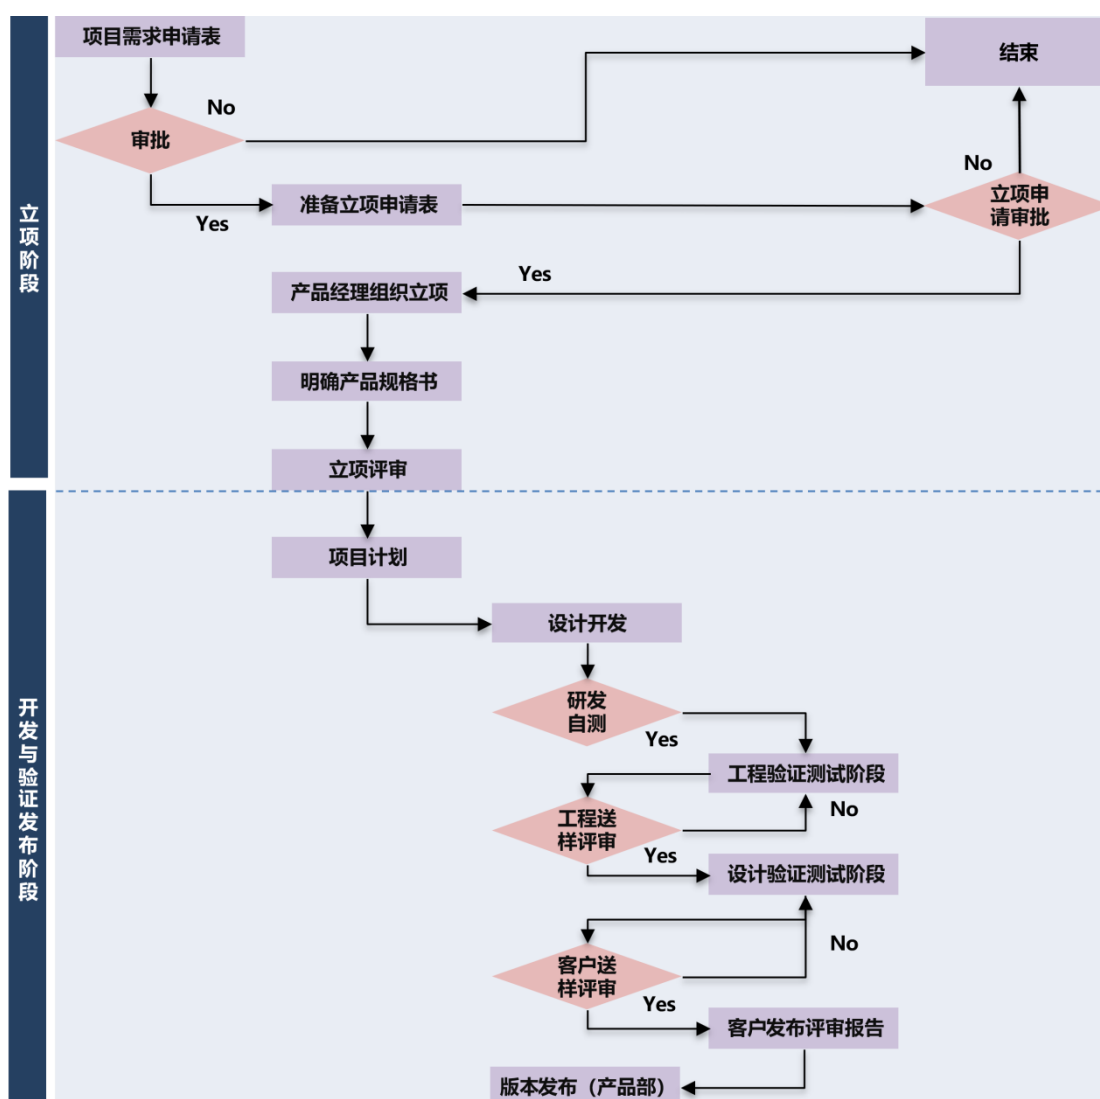 立项阶段
项目需求申请表
结束
No
审批
No
准备立项申请表
立项申
请审批
Yes
Yes
产品经理组织立项
明确产品规格书
立项评审
开发与验证发布阶段
项目计划
设计开发
研发
自测
Yes
工程验证测试阶段
No
工程送
样评审
Yes
设计验证测试阶段
No
客户送
样评审
Yes
客户发布评审报告
版本发布（产品部）